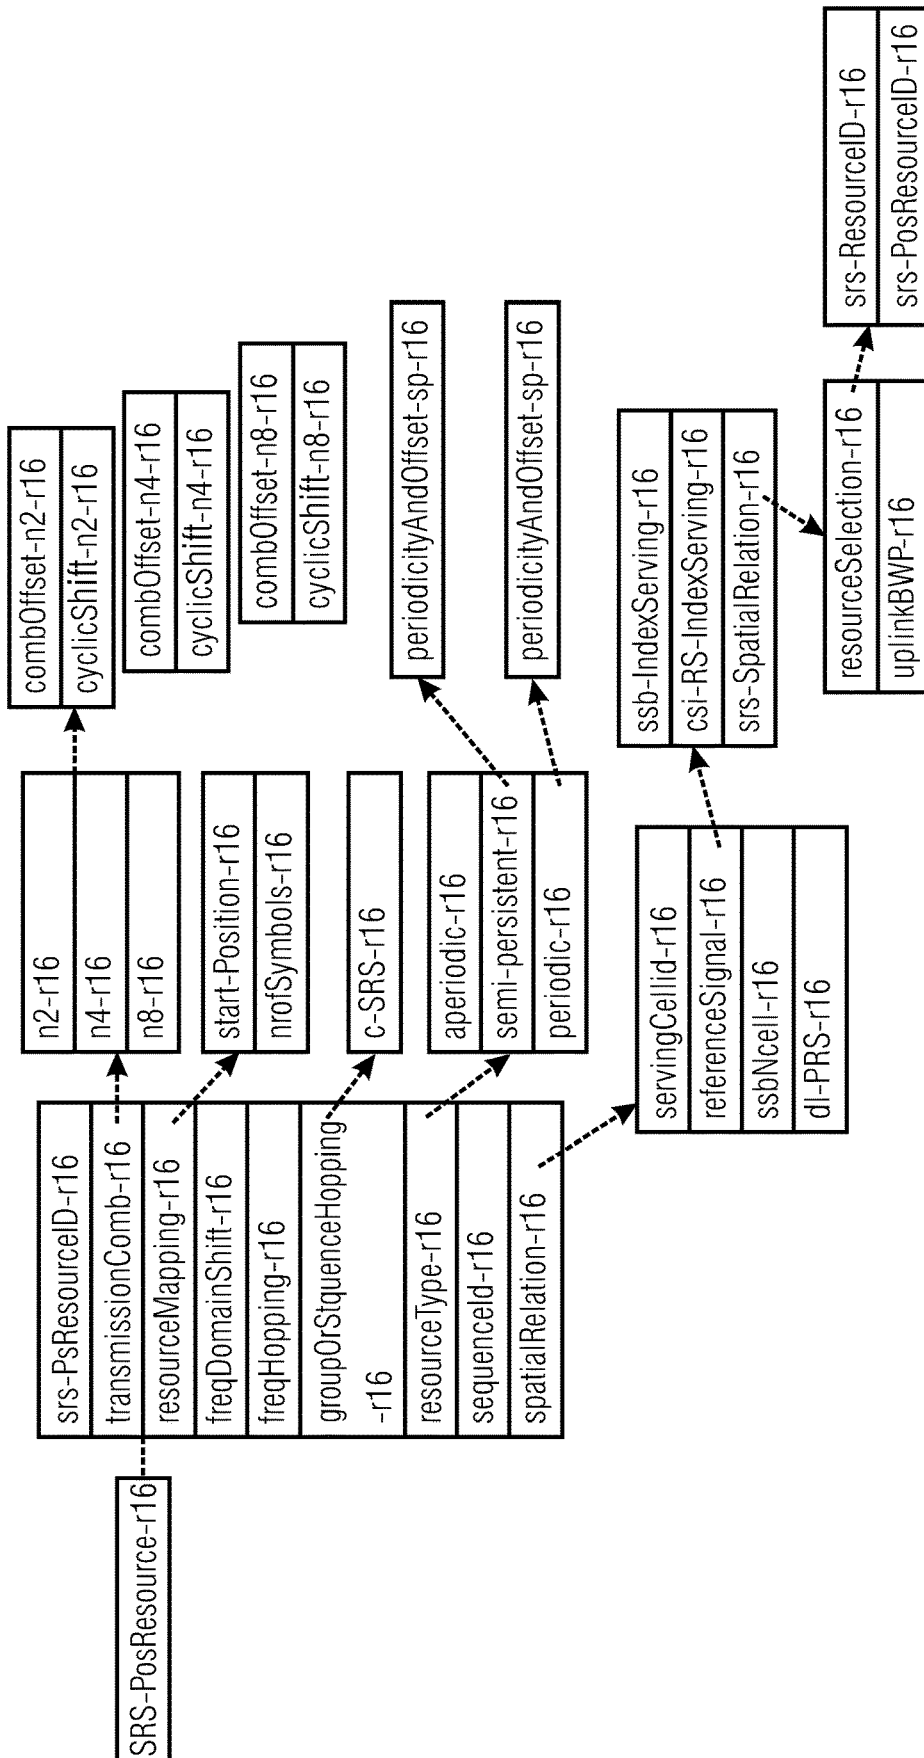 SRS-PosResource-r16
srs-PsResourceID-r16
transmissionComb-r16
resourceMapping-r16
freqDomainShift-r16
freqHopping-r16
groupOrStquenceHopping
-r16
resourceType-r16
sequenceId-r16
spatialRelation-r16
n2-r16
n4-r16
n8-r16
start-Position-r16
nrofSymbols-r16
c-SRS-r16
aperiodic-r16
semi-persistent-r16
periodic-r16
servingCellid-r16
referenceSignal-r16
ssbNcell-r16
dl-PRS-r16
combOffset-n2-r16
cyclicShift-n2-r16
combOffset-n4-r16
cyclicShift-n4-r16
combOffset-n8-r16
cyclicShift-n8-r16
periodicityAndOffset-sp-r16
periodicityAndOffset-sp-r16
ssb-IndexServing-r16
csi-RS-IndexServing-r16
srs-SpatialRelation-r16
resourceSelection-r16
uplinkBWP-r16
srs-ResourceID-r16
srs-PosResourceID-r16